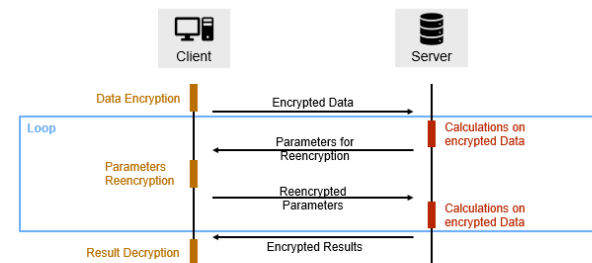 Client
Server
Data Encryption
Encrypted Data
Loop
Calculations on
encrypted Data
Parameters for
Reencryption
Parameters
Reencryption
Reencrypted
Parameters
Calculations on
encrypted Data
Encrypted Results
Result Decryption